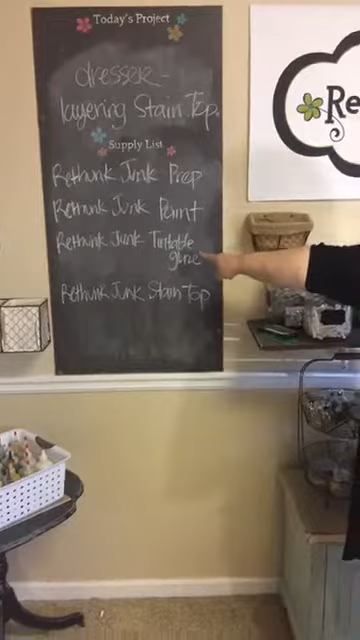 Today's Project
dresser -
layering Stain Top.
Supply List
Rethunk Junk Prep
Rethunk Junk Paint
Rethunk Junk Tintable
glaze
Rethunk Junk Stain Top
Re